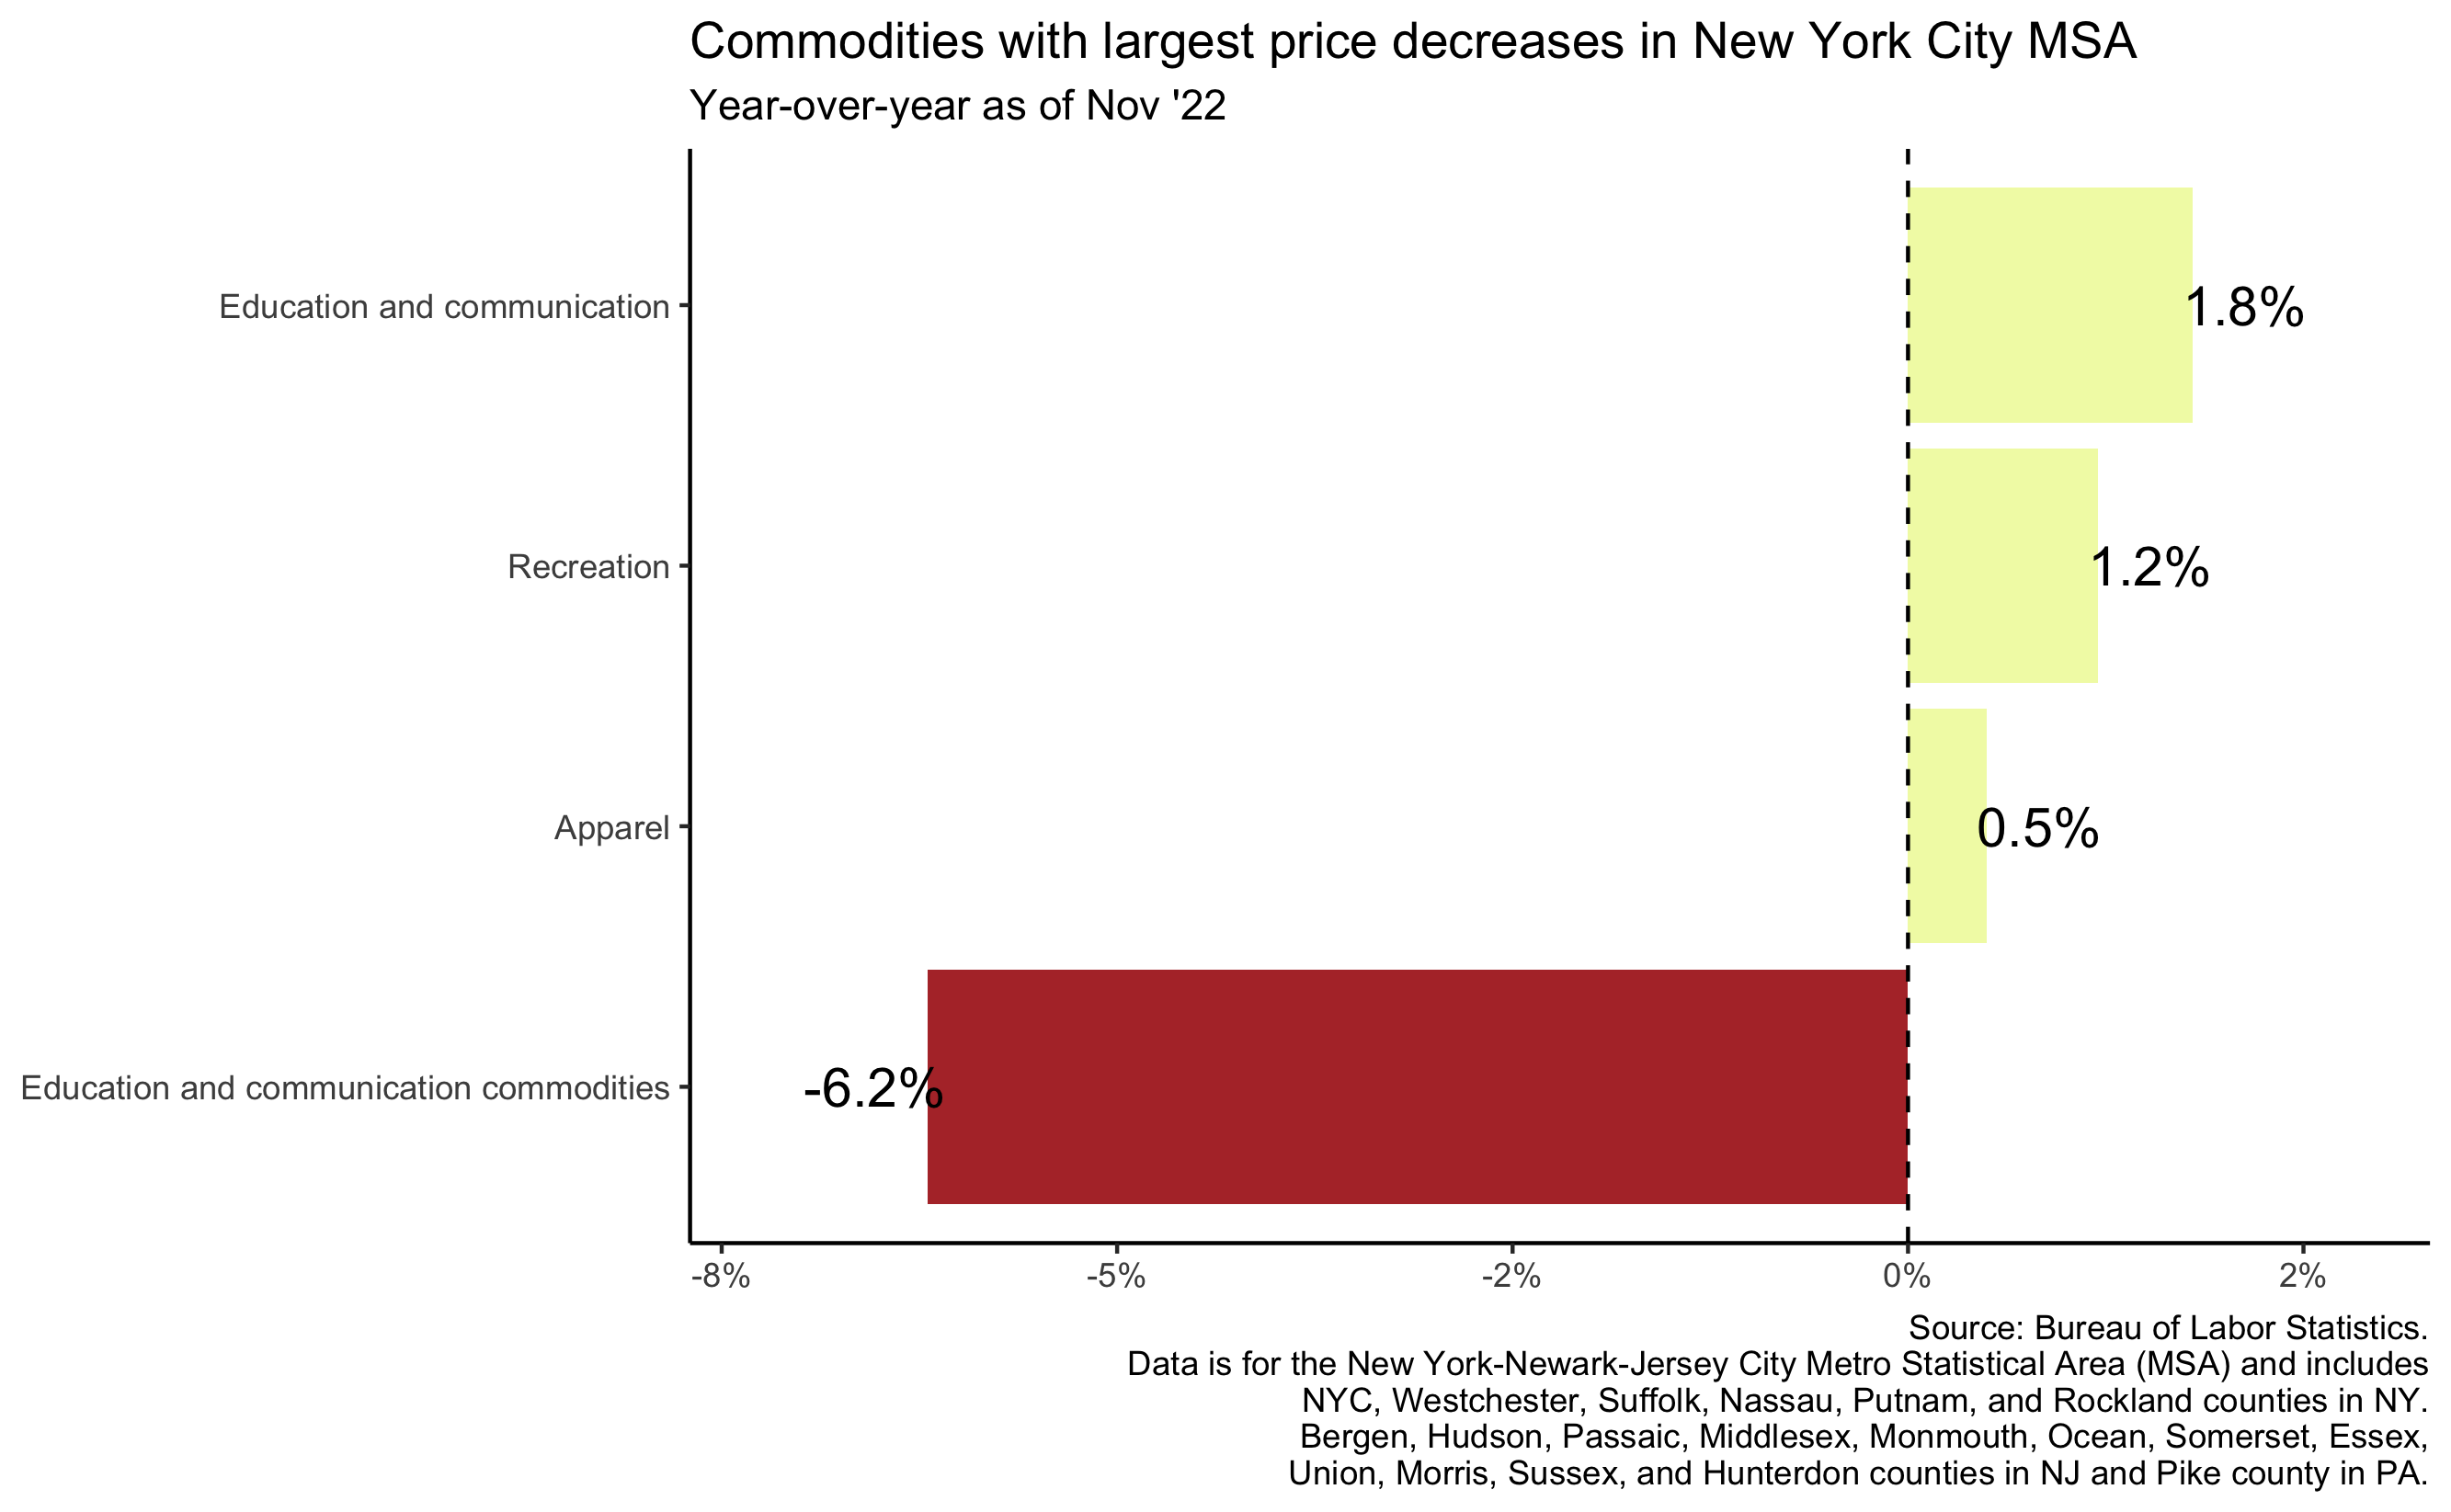 Commodities with largest price decreases in New York City MSA
Year-over-year as of Nov '22
Education and communication
1.8%
Recreation
1.2%
Apparel
0.5%
Education and communication commodities
-6.2%
-8%
-5%
-2%
0%
2%
Source: Bureau of Labor Statistics.
Data is for the New York-Newark-Jersey City Metro Statistical Area (MSA) and includes
NYC, Westchester, Suffolk, Nassau, Putnam, and Rockland counties in NY.
Bergen, Hudson, Passaic, Middlesex, Monmouth, Ocean, Somerset, Essex,
Union, Morris, Sussex, and Hunterdon counties in NJ and Pike county in PA.